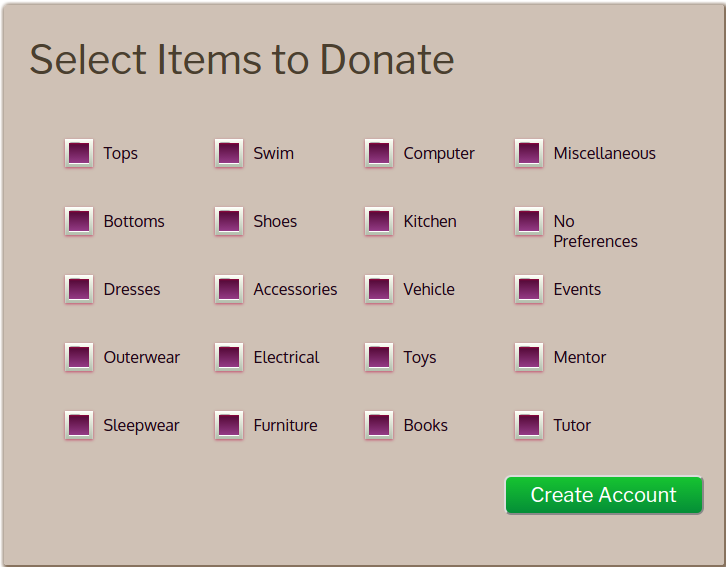 Select Items to Donate
Tops
Swim
Computer
Miscellaneous
Bottoms
Shoes
Kitchen
No
Preferences
Dresses
Accessories
Vehicle
Events
Outerwear
Electrical
Toys
Mentor
Sleepwear
Furniture
Books
Tutor
Create Account